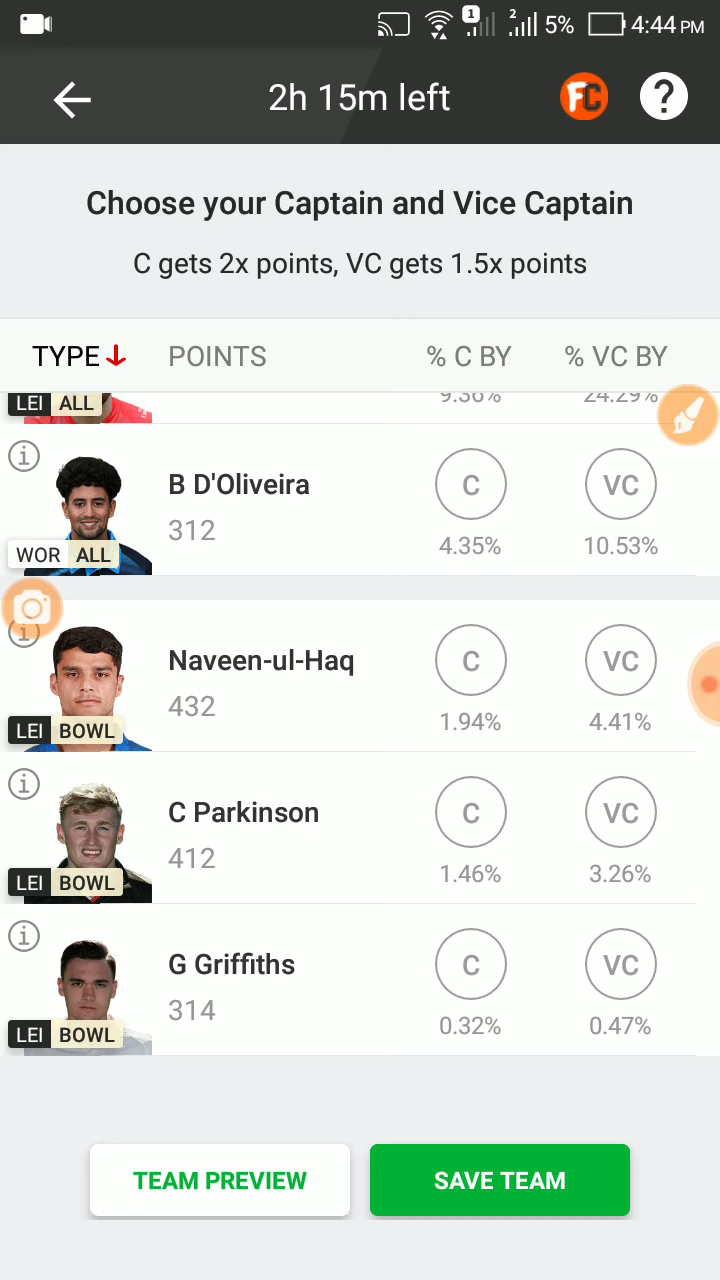 1 2 5% 4:44 PM
2h 15m left FC ?
Choose your Captain and Vice Captain
C gets 2x points, VC gets 1.5x points
TYPE POINTS % C BY % VC BY
LEI ALL 9.36% 24.29%
i B D'Oliveira C VC
312
WOR ALL 4.35% 10.53%
i Naveen-ul-Haq C VC
432
LEI BOWL 1.94% 4.41%
i C Parkinson C VC
412
LEI BOWL 1.46% 3.26%
i G Griffiths C VC
314
LEI BOWL 0.32% 0.47%
TEAM PREVIEW SAVE TEAM